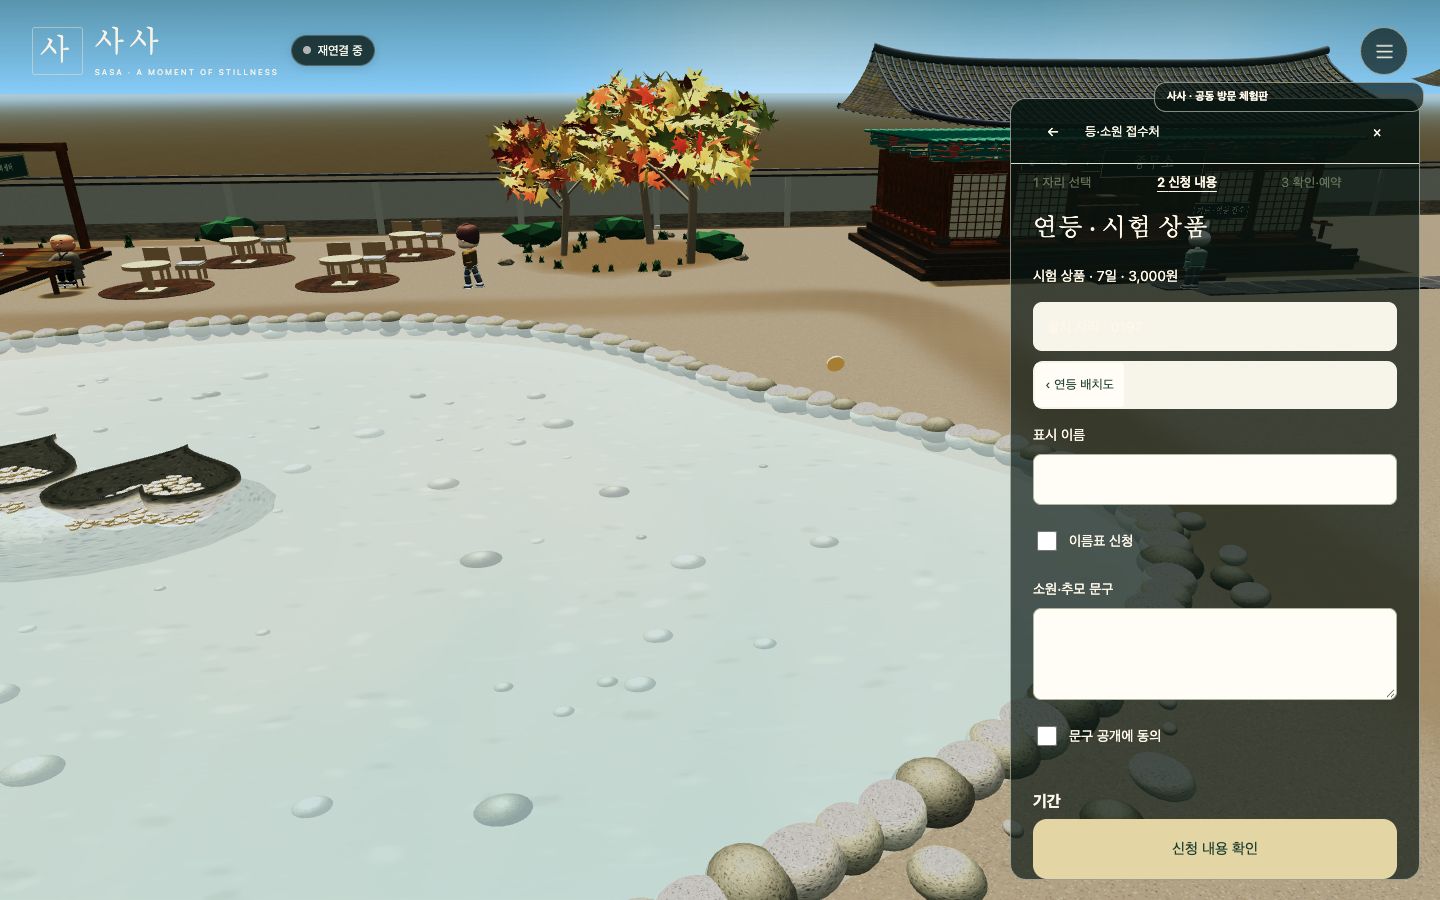 사
사사
SASA · A MOMENT OF STILLNESS
재연결 중
사사 · 공동 방문 체험판
← 등·소원 접수처 ×
1 자리 선택 2 신청 내용 3 확인·예약
연등 · 시험 상품
시험 상품 · 7일 · 3,000원
0197
‹ 연등 배치도
표시 이름
이름표 신청
소원·추모 문구
문구 공개에 동의
기간
신청 내용 확인